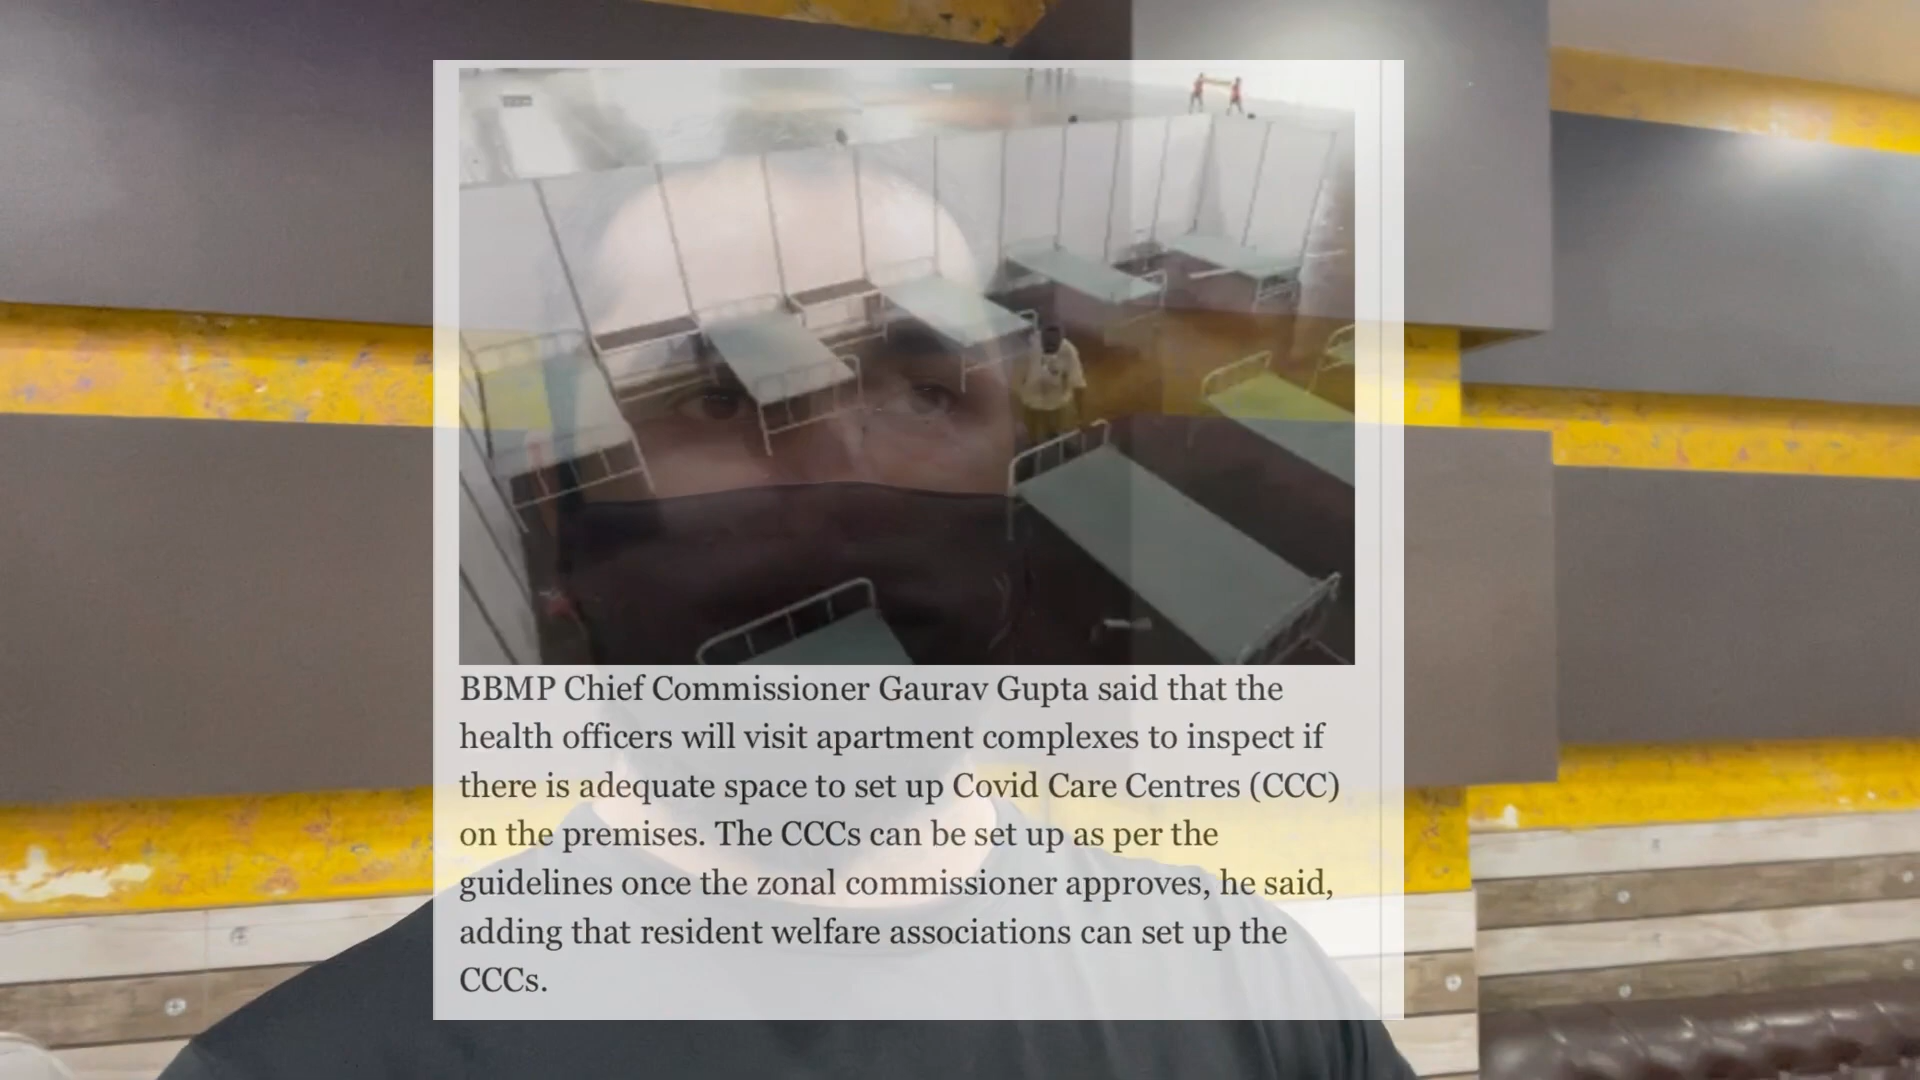 BBMP Chief Commissioner Gaurav Gupta said that the
health officers will visit apartment complexes to inspect if
there is adequate space to set up Covid Care Centres (CCC)
on the premises. The CCCs can be set up as per the
guidelines once the zonal commissioner approves, he said,
adding that resident welfare associations can set up the
CCCs.